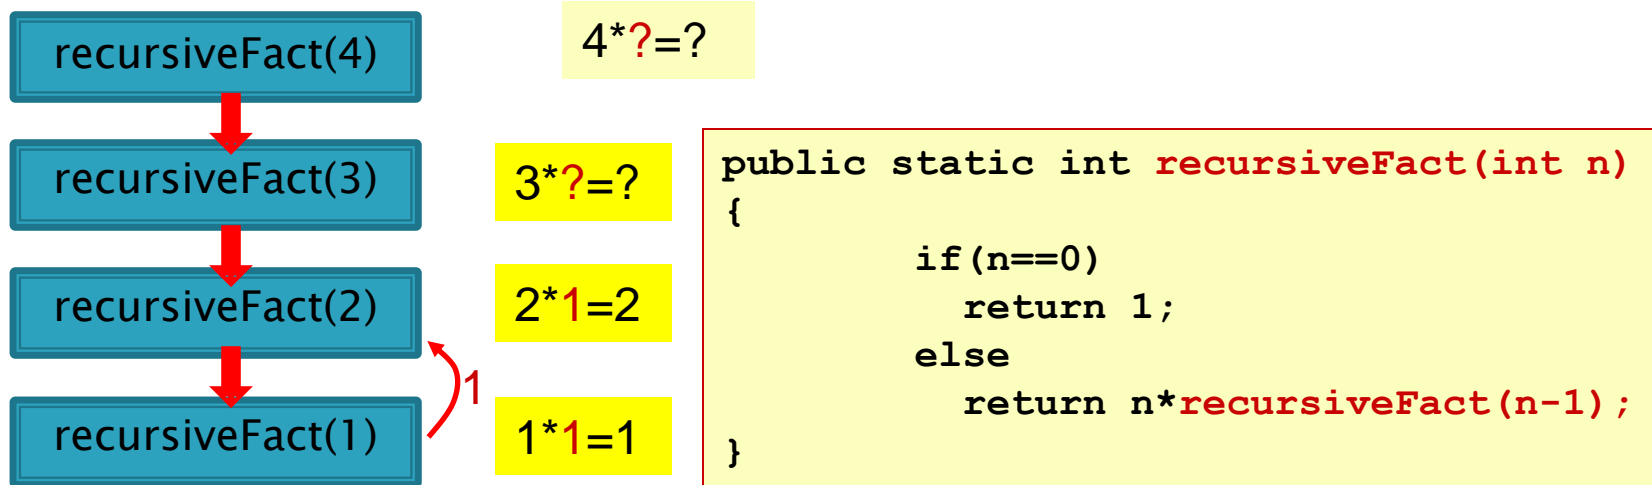 recursiveFact(4)
4*?=?
recursiveFact(3)
3*?=?
recursiveFact(2)
2*1=2
1
recursiveFact(1)
1*1=1
public static int recursiveFact(int n)
{
if(n==0)
return 1;
else
return n*recursiveFact(n-1);
}